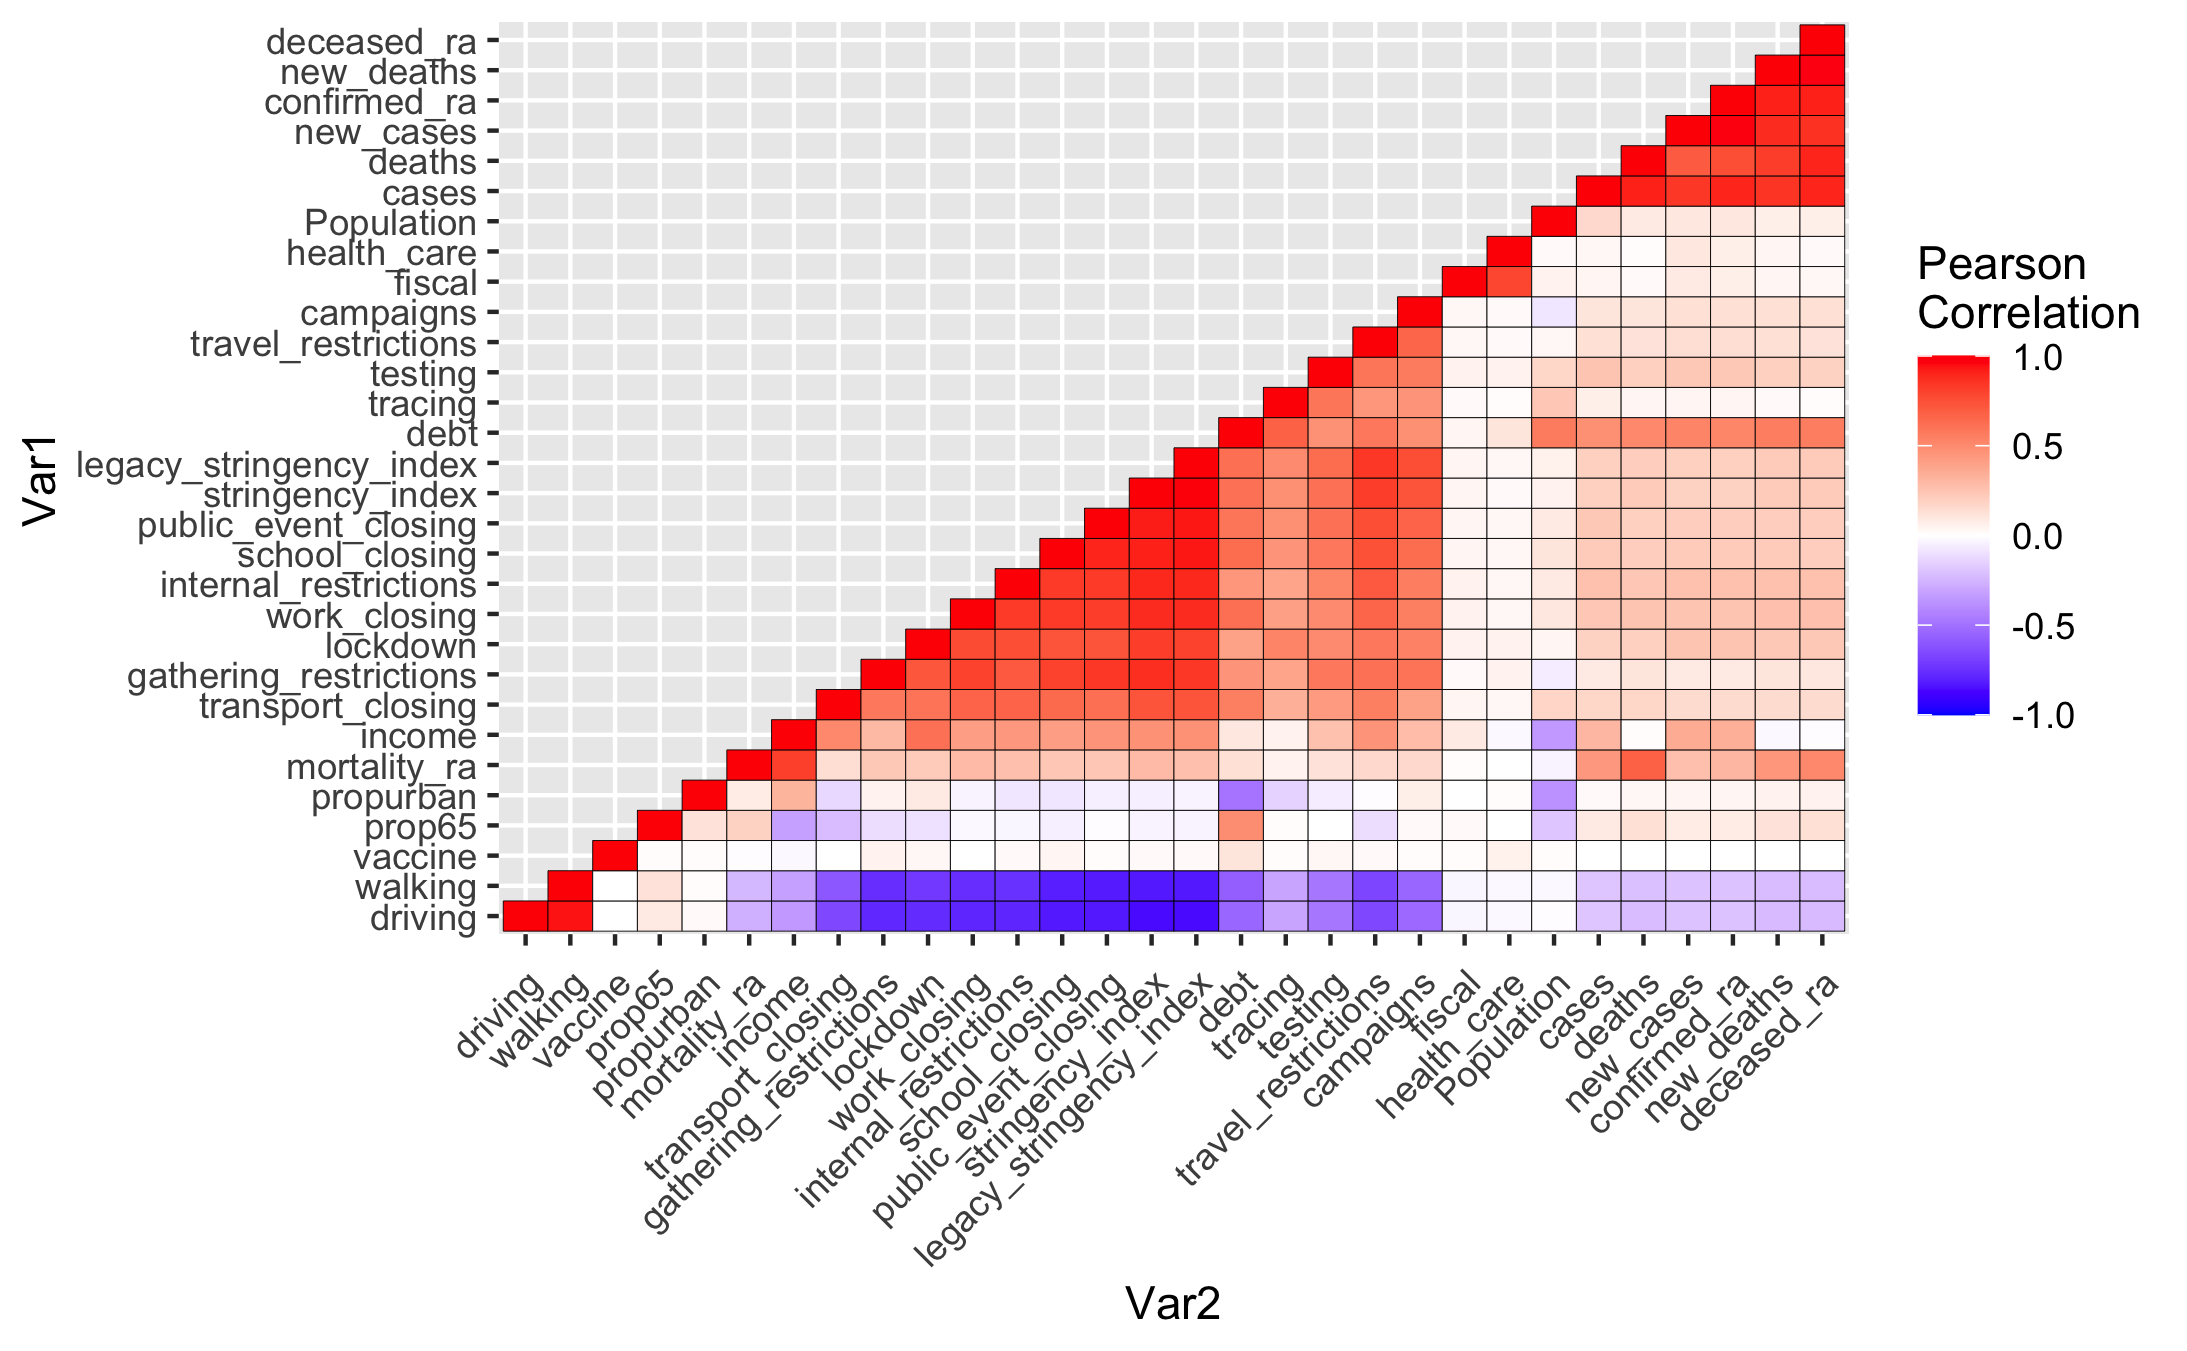 deceased_ra
new_deaths
confirmed_ra
new_cases
deaths
cases
Population
health_care
fiscal
campaigns
travel_restrictions
testing
tracing
debt
legacy_stringency_index
stringency_index
public_event_closing
school_closing
internal_restrictions
work_closing
lockdown
gathering_restrictions
transport_closing
income
mortality_ra
propurban
prop65
vaccine
walking
driving
Var1
driving
walking
vaccine
prop65
propurban
mortality_ra
income
transport_closing
gathering_restrictions
lockdown
work_closing
internal_restrictions
school_closing
public_event_closing
stringency_index
legacy_stringency_index
debt
tracing
testing
travel_restrictions
campaigns
fiscal
health_care
Population
cases
deaths
new_cases
confirmed_ra
new_deaths
deceased_ra
Var2
Pearson
Correlation
1.0
0.5
0.0
-0.5
-1.0